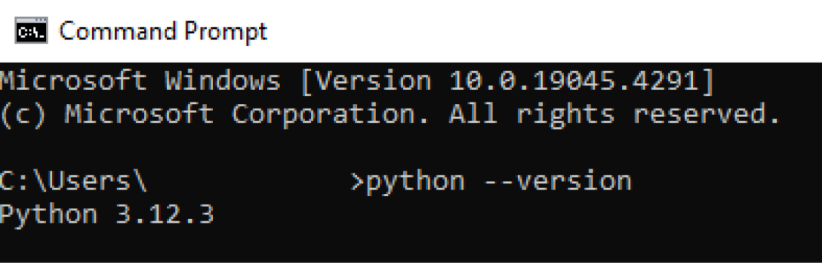 Command Prompt
Microsoft Windows [Version 10.0.19045.4291]
(c) Microsoft Corporation. All rights reserved.
C:\Users\ >python --version
Python 3.12.3